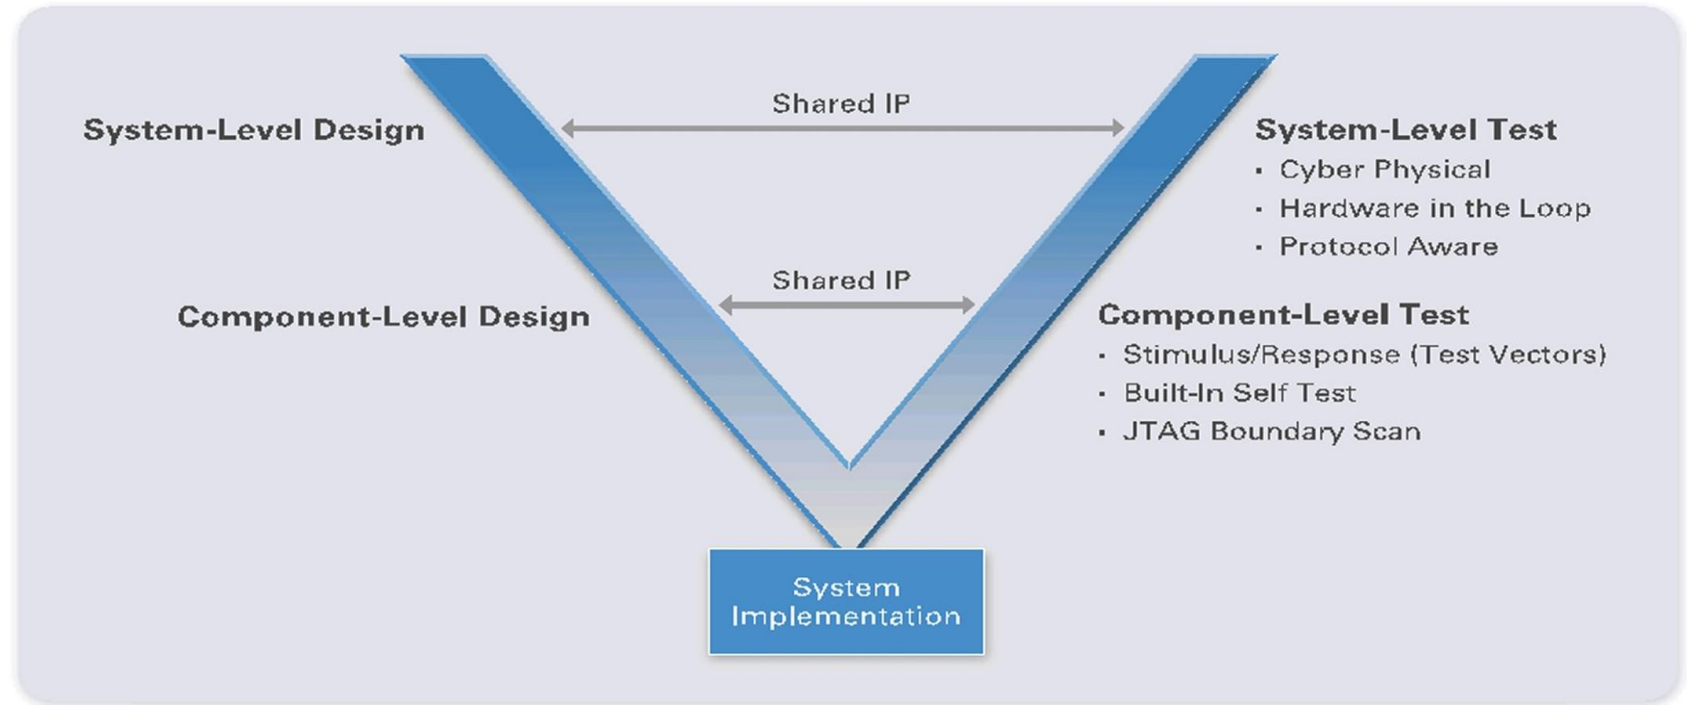 Shared IP
System-Level Design
System-Level Test
· Cyber Physical
· Hardware in the Loop
· Protocol Aware
Shared IP
Component-Level Design
Component-Level Test
· Stimulus/Response (Test Vectors)
· Built-In Self Test
· JTAG Boundary Scan
System
Implementation